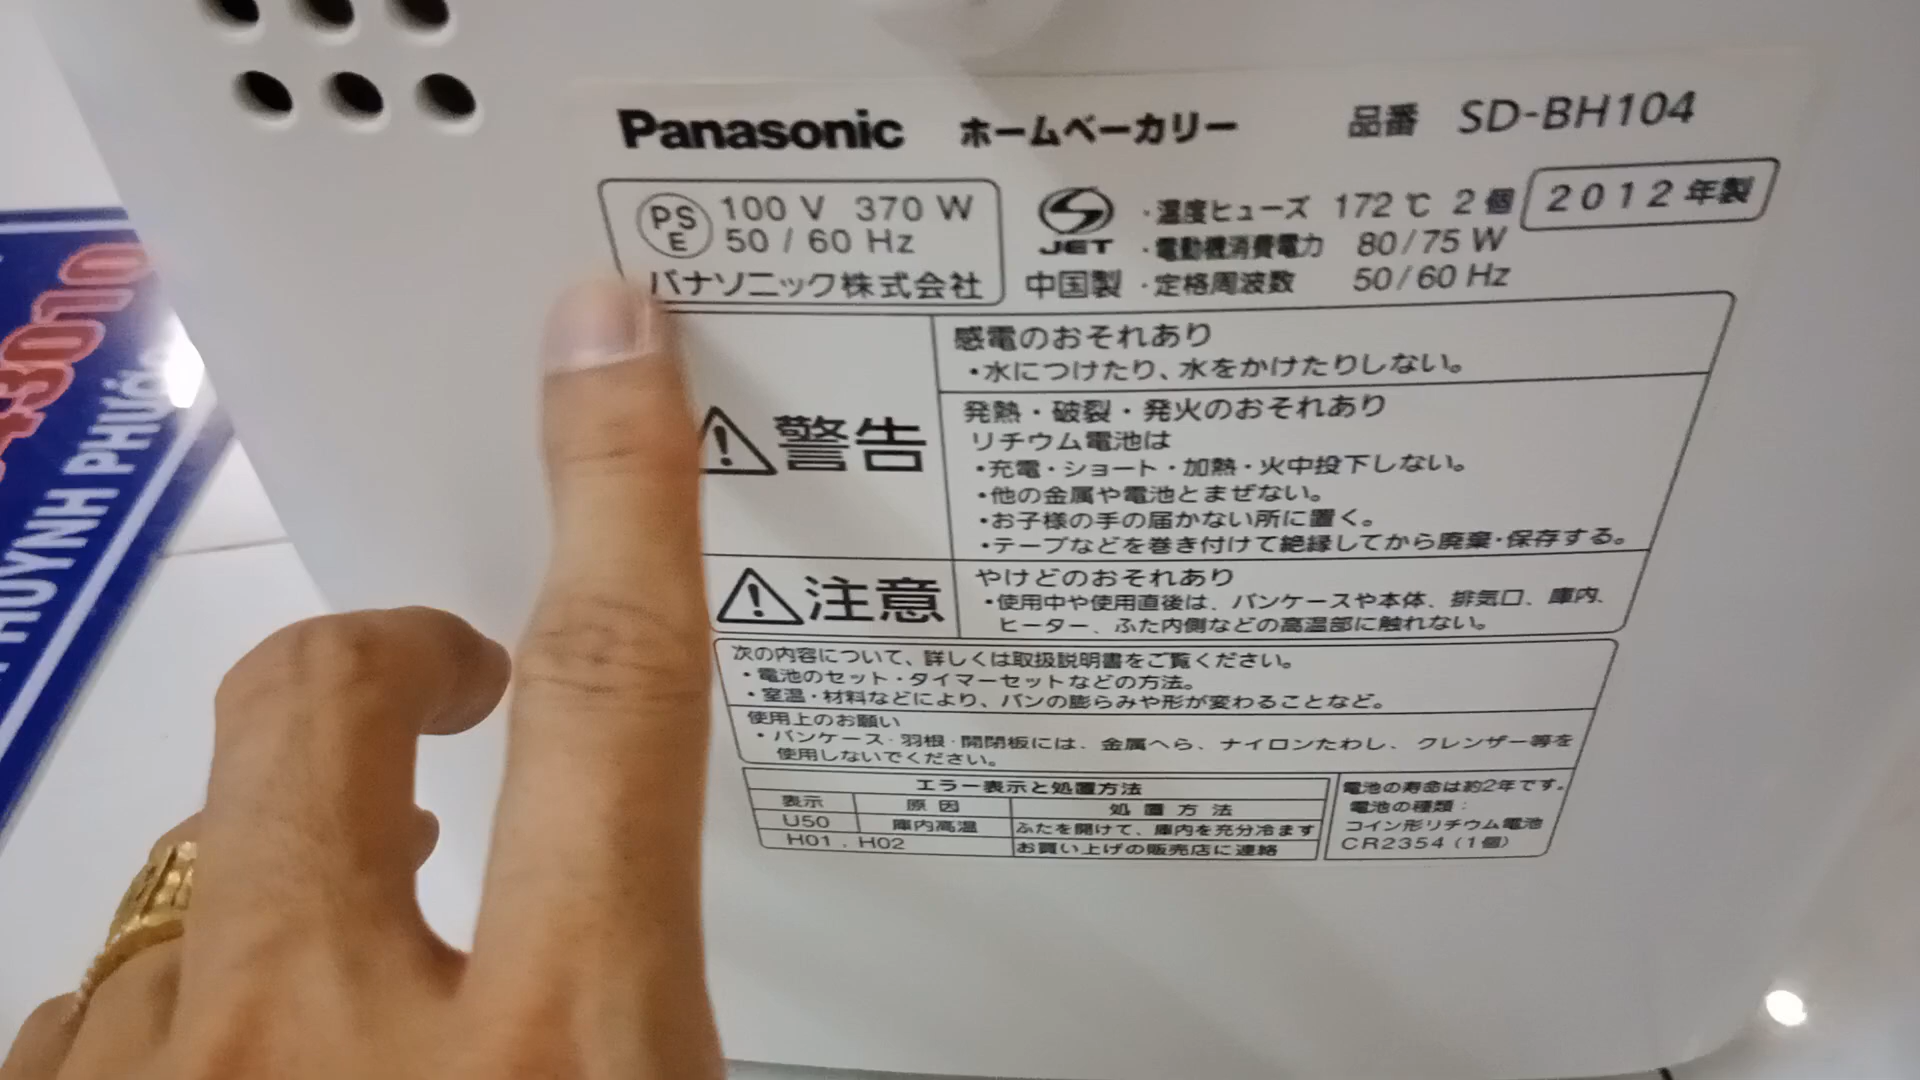 Panasonic ホームベーカリー 品番 SD-BH104
PS E 100 V 370 W
50 / 60 Hz
パナソニック株式会社
JET
中国製
・温度ヒューズ 172 ℃ 2 個
・電動機消費電力 80/75 W
・定格周波数 50/60 Hz
2012年製
警告
感電のおそれあり
・水につけたり、水をかけたりしない。
発熱・破裂・発火のおそれあり
リチウム電池は
・充電・ショート・加熱・火中投下しない。
・他の金属や電池とまぜない。
・お子様の手の届かない所に置く。
・テープなどを巻き付けて絶縁してから廃棄・保存する。
注意
やけどのおそれあり
・使用中や使用直後は、パンケースや本体、排気口、庫内、
ヒーター、ふた内側などの高温部に触れない。
次の内容について、詳しくは取扱説明書をご覧ください。
・電池のセット・タイマーセットなどの方法。
・室温・材料などにより、パンの膨らみや形が変わることなど。
使用上のお願い
・パンケース・羽根・開閉板には、金属へら、ナイロンたわし、クレンザー等を
使用しないでください。
エラー表示と処置方法
表示 原因 処置方法
U50 庫内高温 ふたを開けて、庫内を充分冷ます
H01 . H02 お買い上げの販売店に連絡
電池の寿命は約2年です。
電池の種類：
コイン形リチウム電池
CR2354 (1個)
43010
HUỲNH PHƯỚC